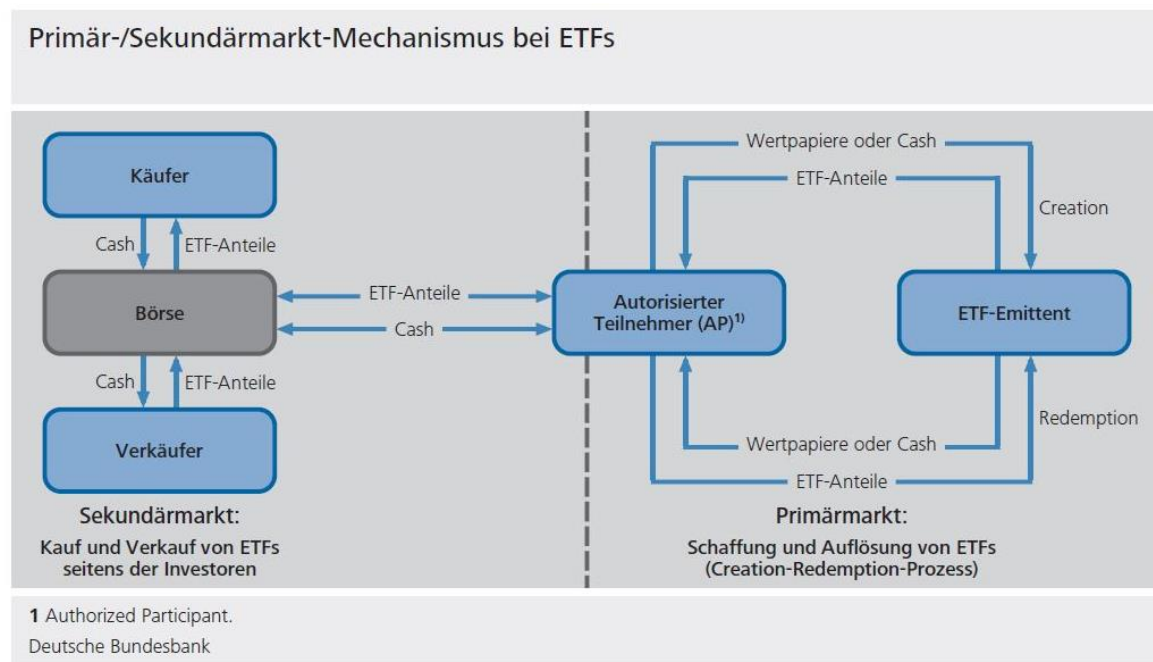 Primär-/Sekundärmarkt-Mechanismus bei ETFs
Käufer
Cash
ETF-Anteile
Börse
Cash
ETF-Anteile
Verkäufer
Sekundärmarkt:
Kauf und Verkauf von ETFs
seitens der Investoren
ETF-Anteile
Cash
Wertpapiere oder Cash
ETF-Anteile
Creation
Autorisierter
Teilnehmer (AP)¹⁾
ETF-Emittent
Redemption
Wertpapiere oder Cash
ETF-Anteile
Primärmarkt:
Schaffung und Auflösung von ETFs
(Creation-Redemption-Prozess)
1 Authorized Participant.
Deutsche Bundesbank